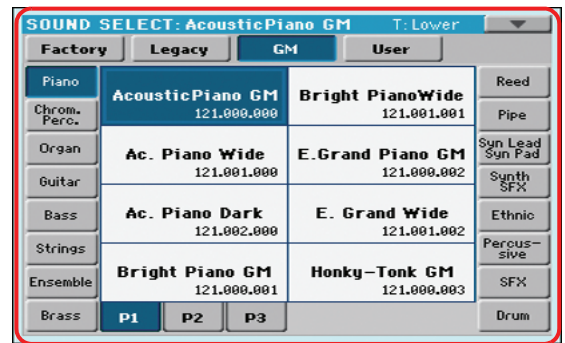 SOUND SELECT: AcousticPiano GM T: Lower
Factory Legacy GM User
Piano
Chrom.
Perc.
Organ
Guitar
Bass
Strings
Ensemble
Brass
AcousticPiano GM
121.000.000
Bright PianoWide
121.001.001
Ac. Piano Wide
121.001.000
E.Grand Piano GM
121.000.002
Ac. Piano Dark
121.002.000
E. Grand Wide
121.001.002
Bright Piano GM
121.000.001
Honky-Tonk GM
121.000.003
P1 P2 P3
Reed
Pipe
Syn Lead
Syn Pad
Synth
SFX
Ethnic
Percus-
sive
SFX
Drum